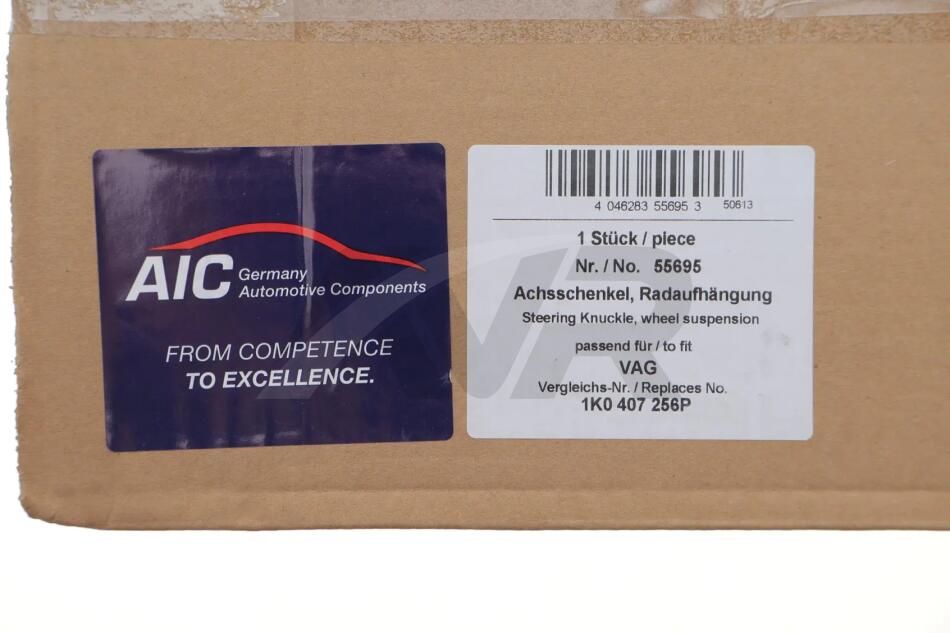 AIC Germany
Automotive Components
FROM COMPETENCE
TO EXCELLENCE.
4 046283 55695 3 50613
1 Stück / piece
Nr. / No. 55695
Achsschenkel, Radaufhängung
Steering Knuckle, wheel suspension
passend für / to fit
VAG
Vergleichs-Nr. / Replaces No.
1K0 407 256P